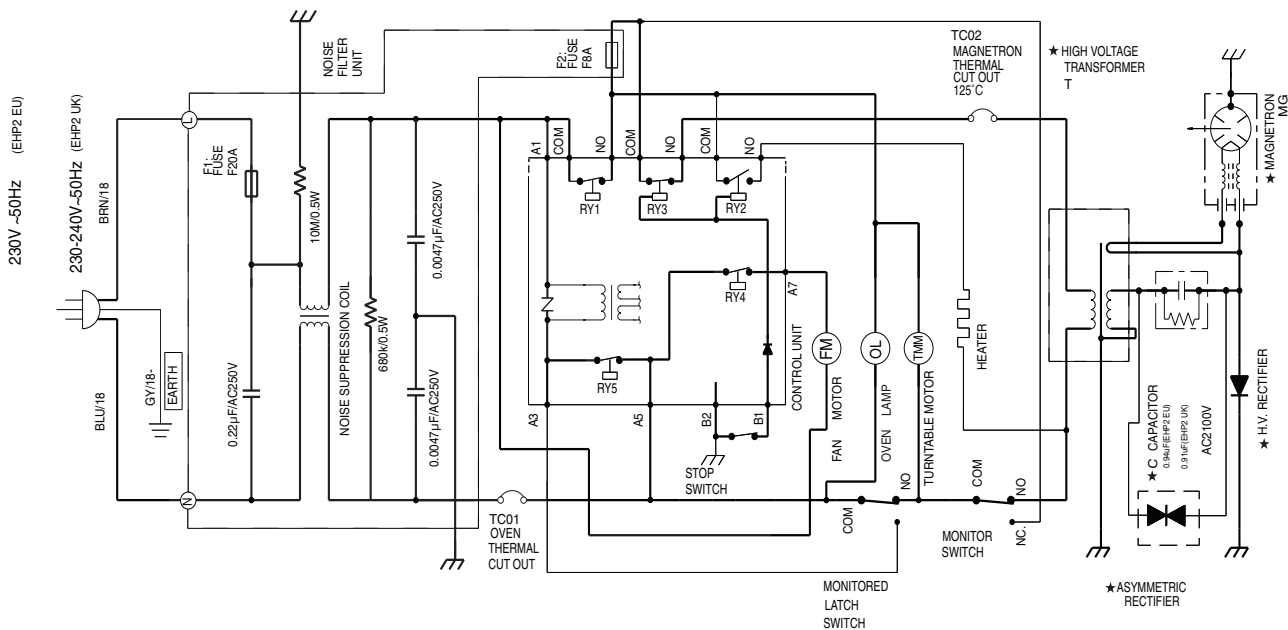 230V ~50Hz (EHP2 EU)
230-240V~50Hz (EHP2 UK)
BRN/18
BLU/18
GY/18-
EARTH
L
N
NOISE
FILTER
UNIT
F1:
FUSE
F20A
10M/0.5W
0.22µF/AC250V
NOISE SUPPRESSION COIL
680k/0.5W
0.0047µF/AC250V
0.0047µF/AC250V
F2::
FUSE
F8A
A1
COM
NO
COM
NO
COM
NO
RY1
RY3
RY2
RY4
RY5
A7
A3
A5
B2
B1
CONTROL UNIT
STOP
SWITCH
TC01
OVEN
THERMAL
CUT OUT
FM
OL
TMM
FAN MOTOR
OVEN LAMP
TURNTABLE MOTOR
HEATER
COM
NO
MONITORED
LATCH
SWITCH
COM
NO
NC.
MONITOR
SWITCH
TC02
MAGNETRON
THERMAL
CUT OUT
125°C
★ HIGH VOLTAGE
TRANSFORMER
T
★ MAGNETRON
MG
★ C CAPACITOR
0.94uF(EHP2 EU)
0.91uF(EHP2 UK)
AC2100V
★ H.V. RECTIFIER
★ ASYMMETRIC
RECTIFIER